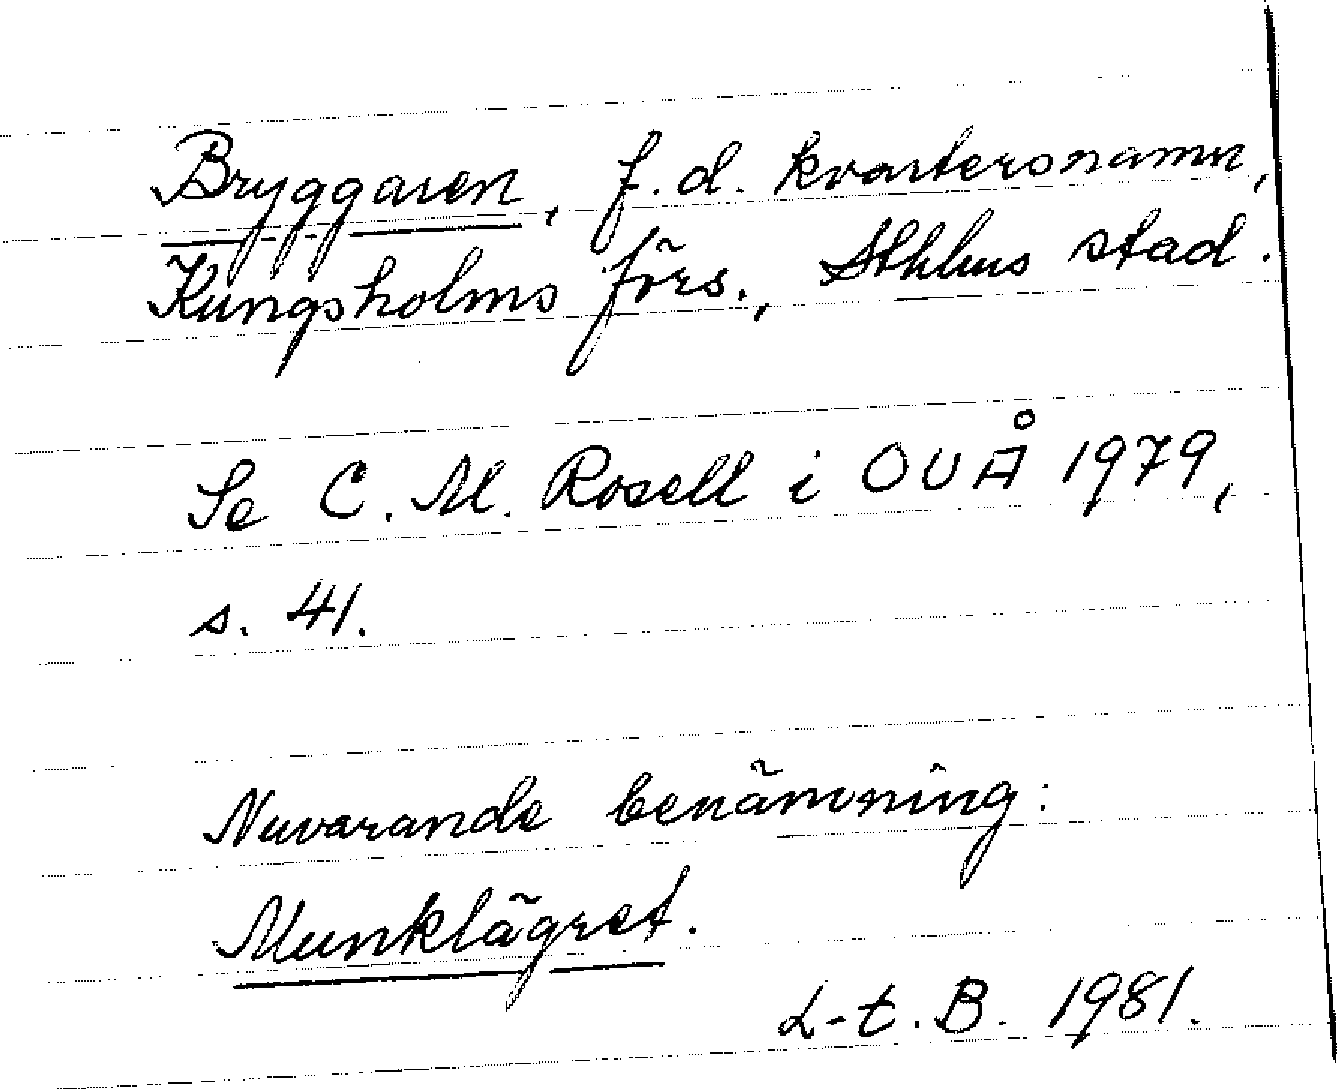 Bryggaren, f.d. kvartersnamn,
Kungsholms förs., Sthlms stad.
Se C. M. Rosell i OUÅ 1979,
s. 41.
Nuvarande benämning:
Munklägret.
L-t. B. 1981.